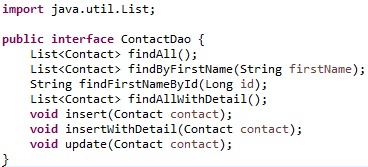 import java.util.List;
public interface ContactDao {
List<Contact> findAll();
List<Contact> findByFirstName(String firstName);
String findFirstNameById(Long id);
List<Contact> findAllWithDetail();
void insert(Contact contact);
void insertWithDetail(Contact contact);
void update(Contact contact);
}